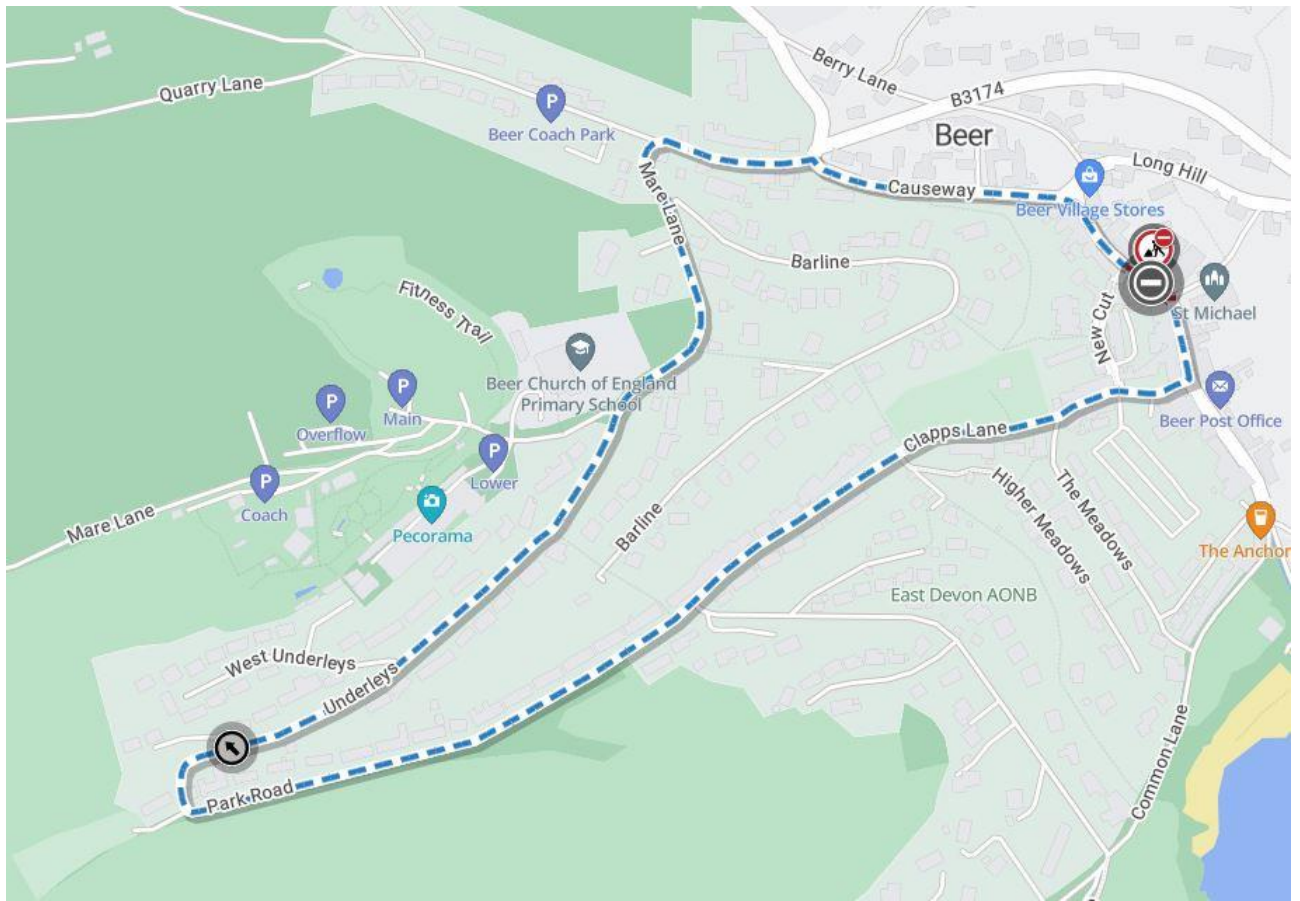 Berry Lane
Quarry Lane
P
Beer Coach Park
B3174
Beer
Long Hill
Causeway
Beer Village Stores
Mare Lane
Barline
Fitness Trail
St Michael
New Cut
Beer Church of England
Primary School
P
Main
P
Overflow
Beer Post Office
Clapps Lane
P
Lower
P
Coach
Mare Lane
Pecorama
Higher Meadows
The Meadows
Barline
The Anchor
East Devon AONB
West Underleys
Underleys
Park Road
Common Lane